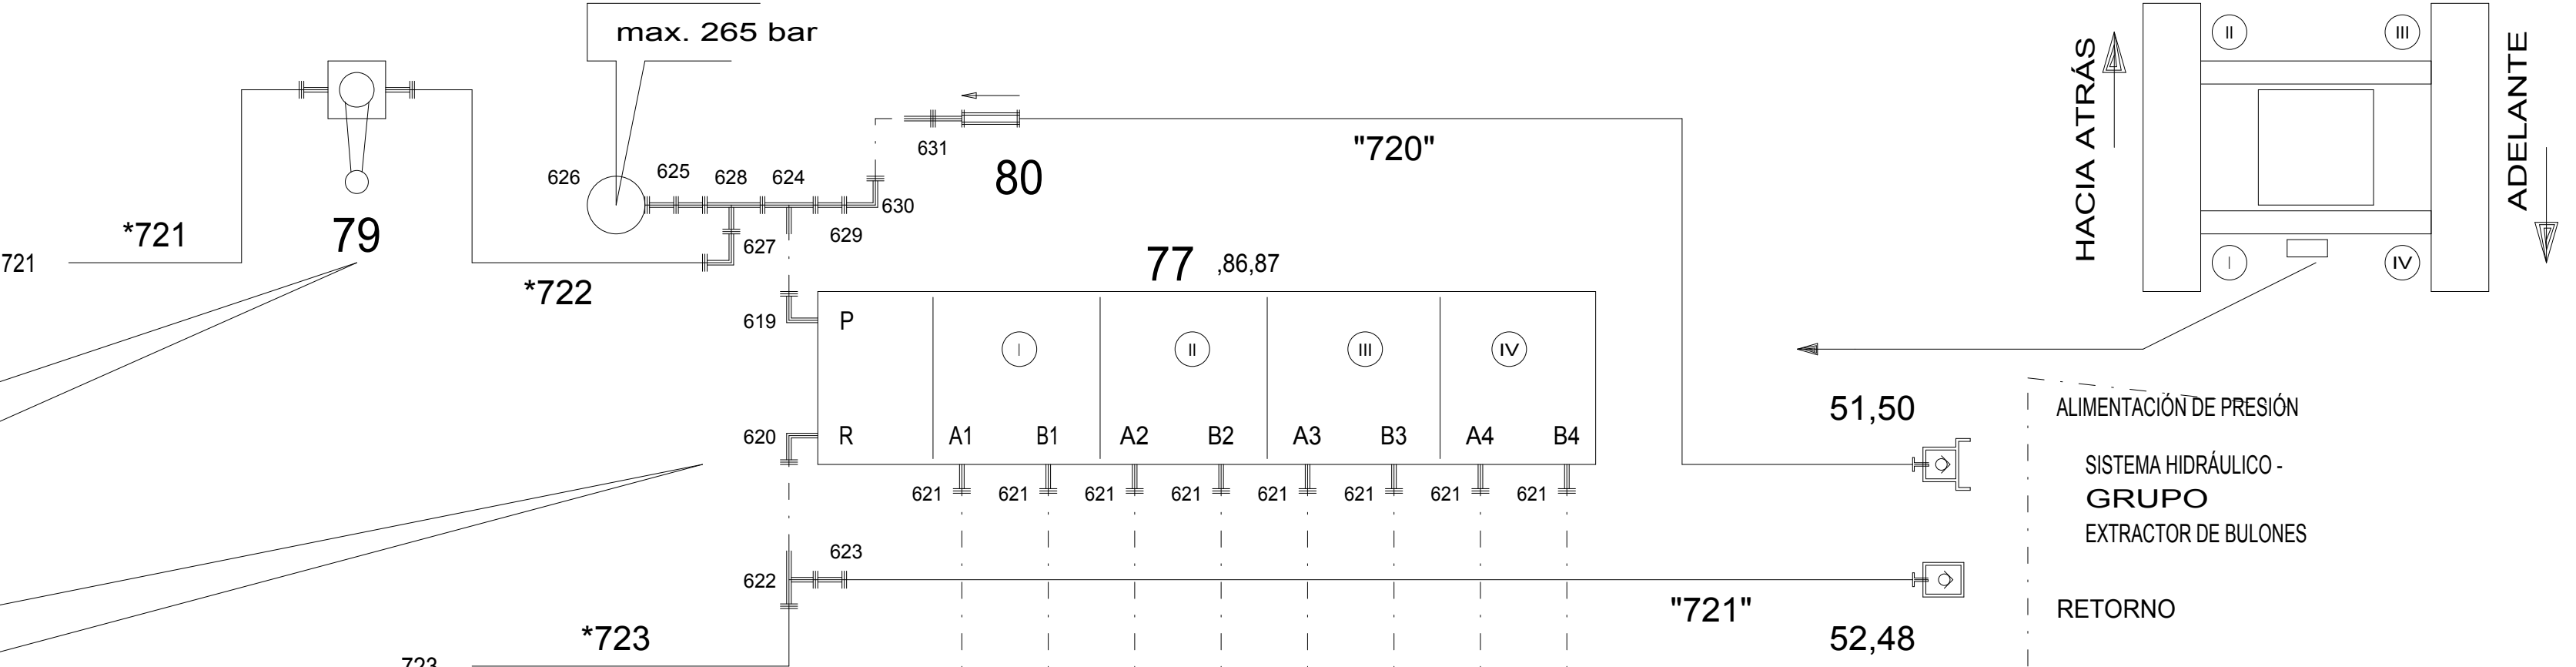 max. 265 bar
II
III
HACIA ATRÁS
ADELANTE
631
"720"
80
626
625
628
624
630
*721
79
627
629
721
*722
77 ,86,87
I
IV
619
P
I
II
III
IV
51,50
ALIMENTACIÓN DE PRESIÓN
620
R
A1
B1
A2
B2
A3
B3
A4
B4
SISTEMA HIDRÁULICO -
GRUPO
EXTRACTOR DE BULONES
621
621
621
621
621
621
621
621
623
622
"721"
RETORNO
*723
52,48
723